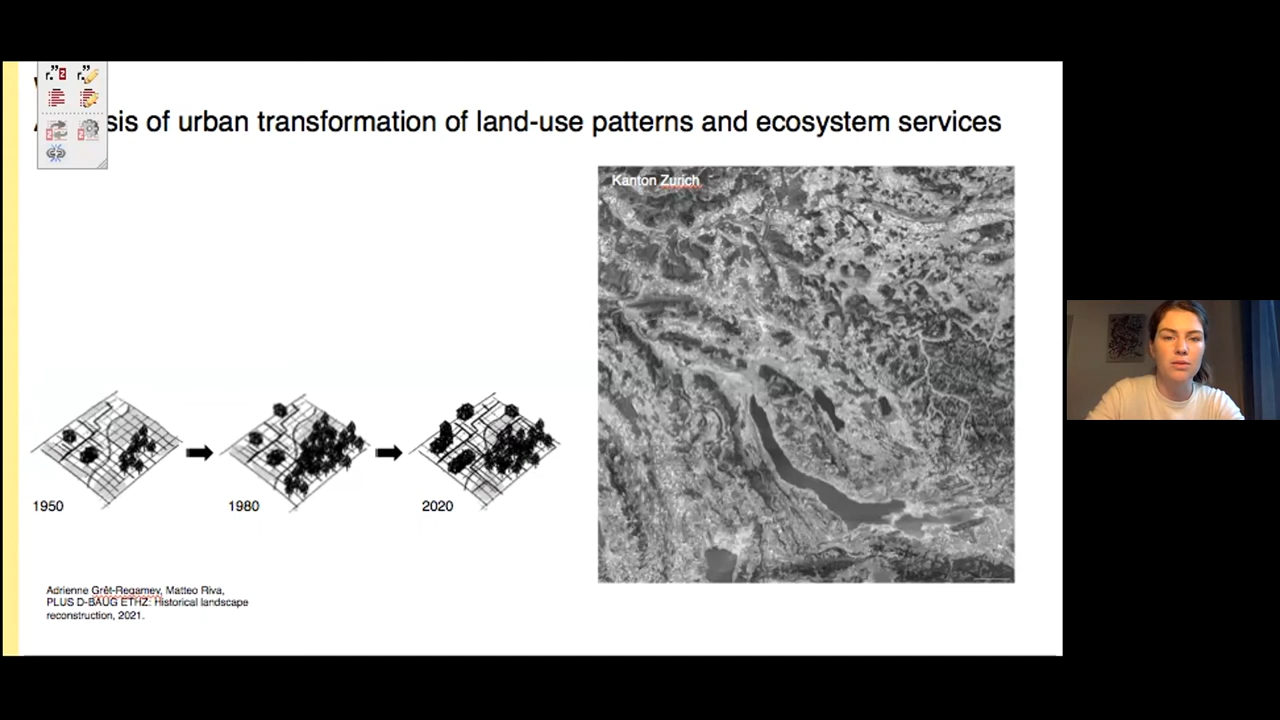 sis of urban transformation of land-use patterns and ecosystem services
Kanton Zurich
1950
1980
2020
Adrienne Grêt-Regamey, Matteo Riva,
PLUS D-BAUG ETHZ: Historical landscape
reconstruction, 2021.